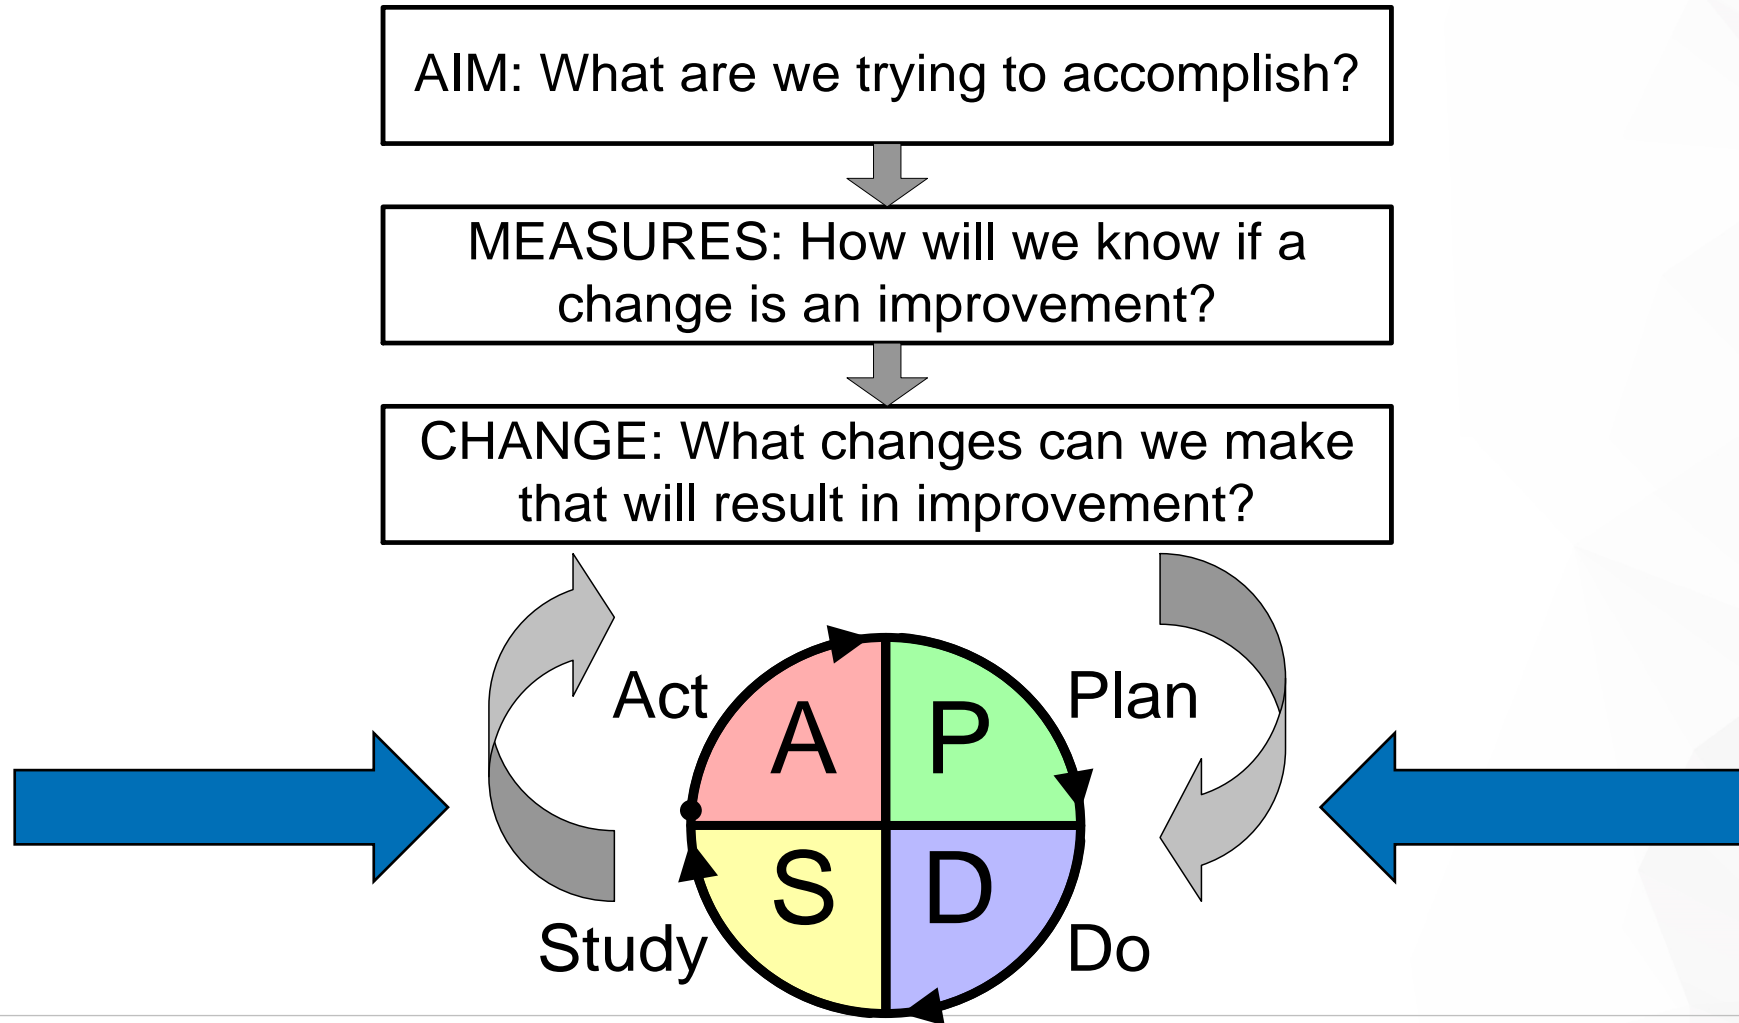 AIM: What are we trying to accomplish?
MEASURES: How will we know if a
change is an improvement?
CHANGE: What changes can we make
that will result in improvement?
Act
A
P
Plan
S
D
Study
Do